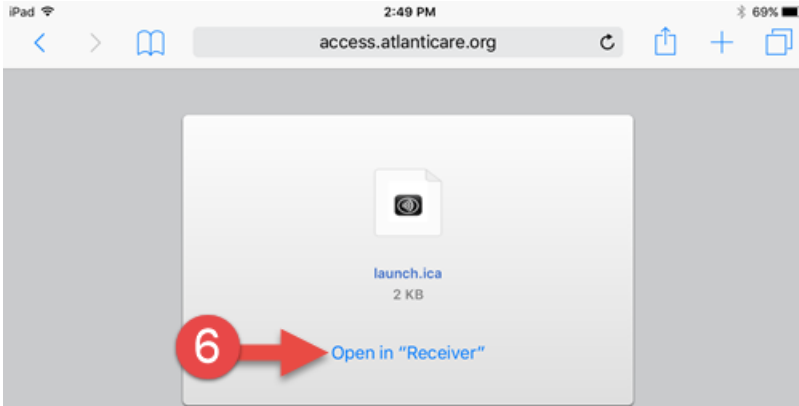 iPad 2:49 PM 69%
access.atlanticare.org
launch.ica
2 KB
6 Open in “Receiver”